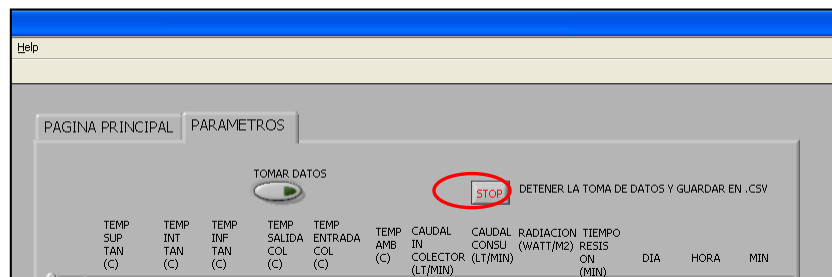 Help
PAGINA PRINCIPAL PARAMETROS
TOMAR DATOS
STOP DETENER LA TOMA DE DATOS Y GUARDAR EN .CSV
TEMP SUP TAN (C)
TEMP INT TAN (C)
TEMP INF TAN (C)
TEMP SALIDA COL (C)
TEMP ENTRADA COL (C)
TEMP AMB (C)
CAUDAL IN COLECTOR (LT/MIN)
CAUDAL CONSU (LT/MIN)
RADIACION (WATT/M2)
TIEMPO RESIS ON (MIN)
DIA
HORA
MIN